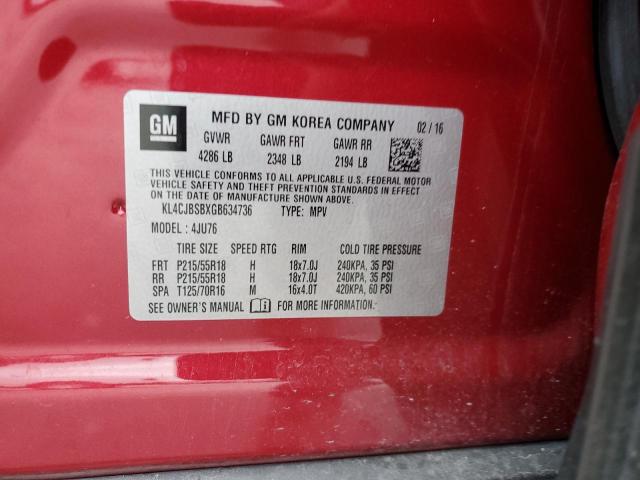 GM MFD BY GM KOREA COMPANY 02/16
GVWR GAWR FRT GAWR RR
4286 LB 2348 LB 2194 LB
THIS VEHICLE CONFORMS TO ALL APPLICABLE U.S. FEDERAL MOTOR
VEHICLE SAFETY AND THEFT PREVENTION STANDARDS IN EFFECT
ON THE DATE OF MANUFACTURE SHOWN ABOVE.
KL4CJBSBXGB634736 TYPE: MPV
MODEL : 4JU76
TIRE SIZE SPEED RTG RIM COLD TIRE PRESSURE
FRT P215/55R18 H 18x7.0J 240KPA, 35 PSI
RR P215/55R18 H 18x7.0J 240KPA, 35 PSI
SPA T125/70R16 M 16x4.0T 420KPA, 60 PSI
SEE OWNER'S MANUAL FOR MORE INFORMATION.